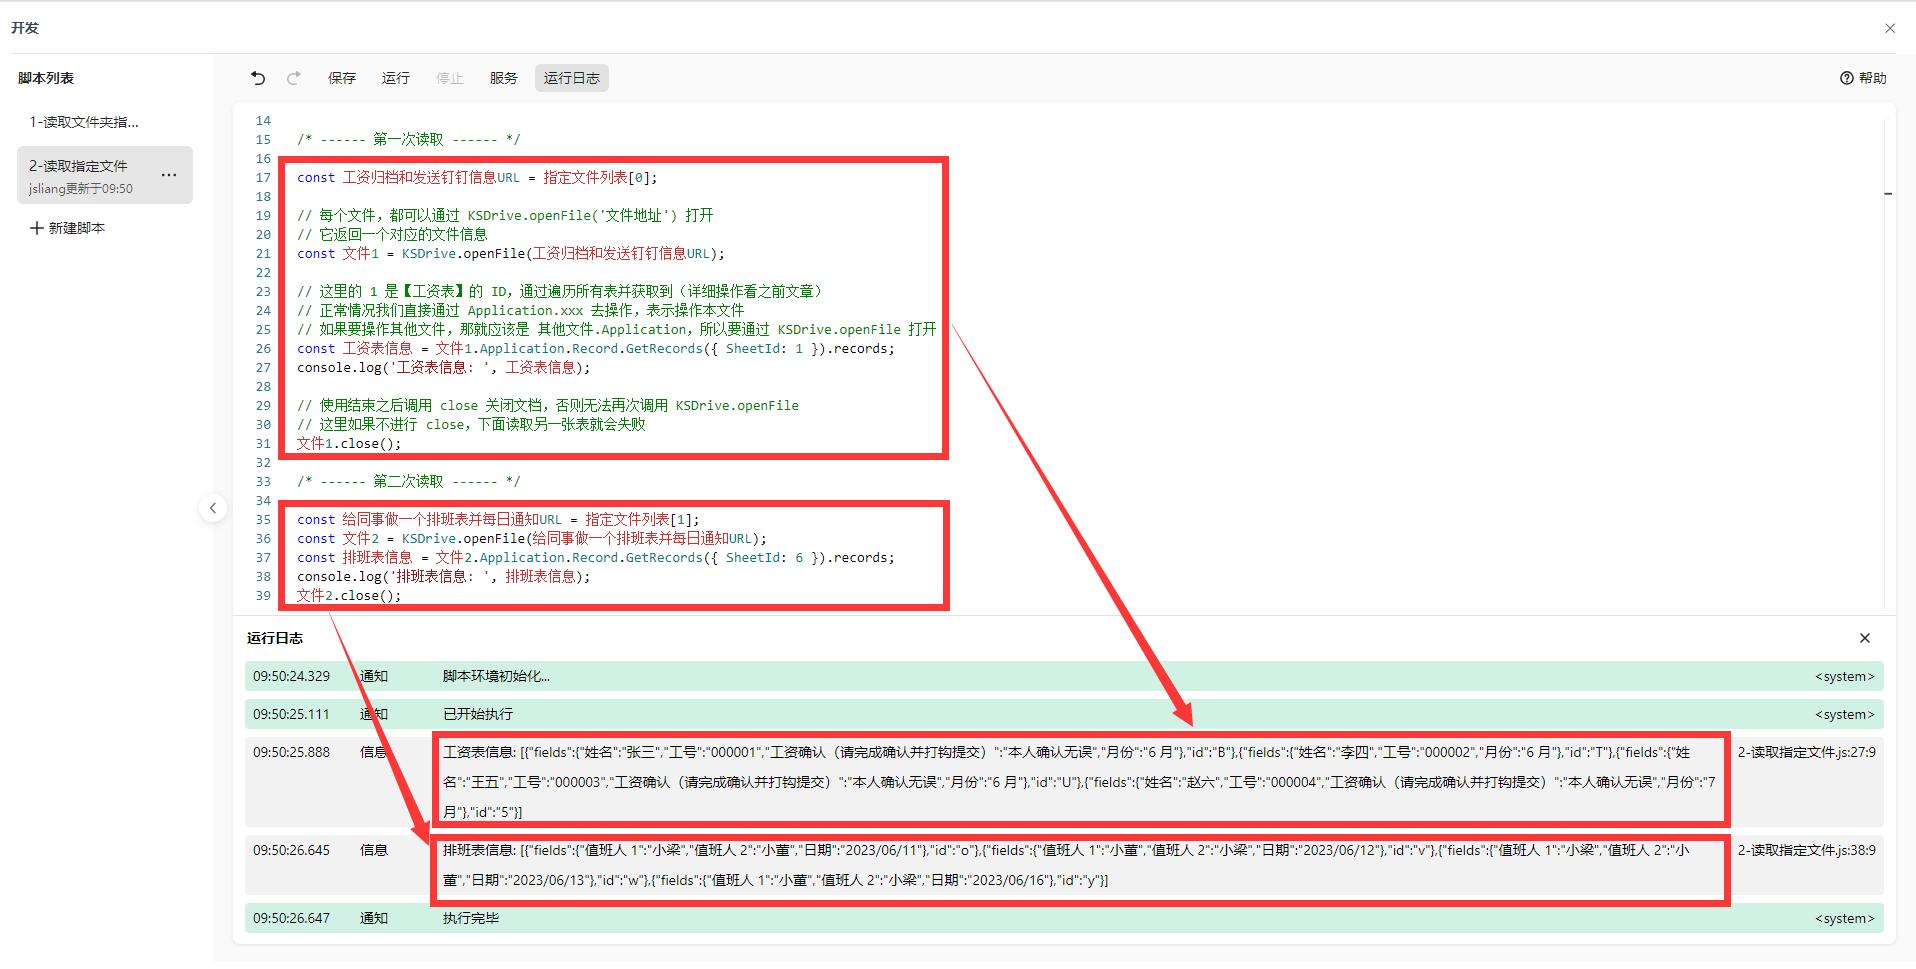 开发
脚本列表
保存 运行 停止 服务 运行日志
帮助
1-读取文件夹指...
2-读取指定文件
jsliang更新于09:50
新建脚本
14
15 /* ------ 第一次读取 ------ */
16
17 const 工资归档和发送钉钉信息URL = 指定文件列表[0];
18
19 // 每个文件，都可以通过 KSDrive.openFile('文件地址') 打开
20 // 它返回一个对应的文件信息
21 const 文件1 = KSDrive.openFile(工资归档和发送钉钉信息URL);
22
23 // 这里的 1 是【工资表】的 ID，通过遍历所有表并获取到（详细操作看之前文章）
24 // 正常情况我们直接通过 Application.xxx 去操作，表示操作本文件
25 // 如果要操作其他文件，那就应该是 其他文件.Application，所以要通过 KSDrive.openFile 打开
26 const 工资表信息 = 文件1.Application.Record.GetRecords({ SheetId: 1 }).records;
27 console.log('工资表信息: ', 工资表信息);
28
29 // 使用结束之后调用 close 关闭文档，否则无法再次调用 KSDrive.openFile
30 // 这里如果不进行 close，下面读取另一张表就会失败
31 文件1.close();
32
33 /* ------ 第二次读取 ------ */
34
35 const 给同事做一个排班表并每日通知URL = 指定文件列表[1];
36 const 文件2 = KSDrive.openFile(给同事做一个排班表并每日通知URL);
37 const 排班表信息 = 文件2.Application.Record.GetRecords({ SheetId: 6 }).records;
38 console.log('排班表信息: ', 排班表信息);
39 文件2.close();
运行日志
09:50:24.329 通知 脚本环境初始化... <system>
09:50:25.111 通知 已开始执行 <system>
09:50:25.888 信息 工资表信息: [{"fields":{"姓名":"张三","工号":"000001","工资确认（请完成确认并打钩提交）":"本人确认无误","月份":"6 月"},"id":"B"},{"fields":{"姓名":"李四","工号":"000002","月份":"6 月"},"id":"T"},{"fields":{"姓 2-读取指定文件.js:27:9
名":"王五","工号":"000003","工资确认（请完成确认并打钩提交）":"本人确认无误","月份":"6 月"},"id":"U"},{"fields":{"姓名":"赵六","工号":"000004","工资确认（请完成确认并打钩提交）":"本人确认无误","月份":"7
月"},"id":"5"}]
09:50:26.645 信息 排班表信息: [{"fields":{"值班人 1":"小梁","值班人 2":"小董","日期":"2023/06/11"},"id":"o"},{"fields":{"值班人 1":"小董","值班人 2":"小梁","日期":"2023/06/12"},"id":"v"},{"fields":{"值班人 1":"小梁","值班人 2":"小 2-读取指定文件.js:38:9
董","日期":"2023/06/13"},"id":"w"},{"fields":{"值班人 1":"小董","值班人 2":"小梁","日期":"2023/06/16"},"id":"y"}]
09:50:26.647 通知 执行完毕 <system>